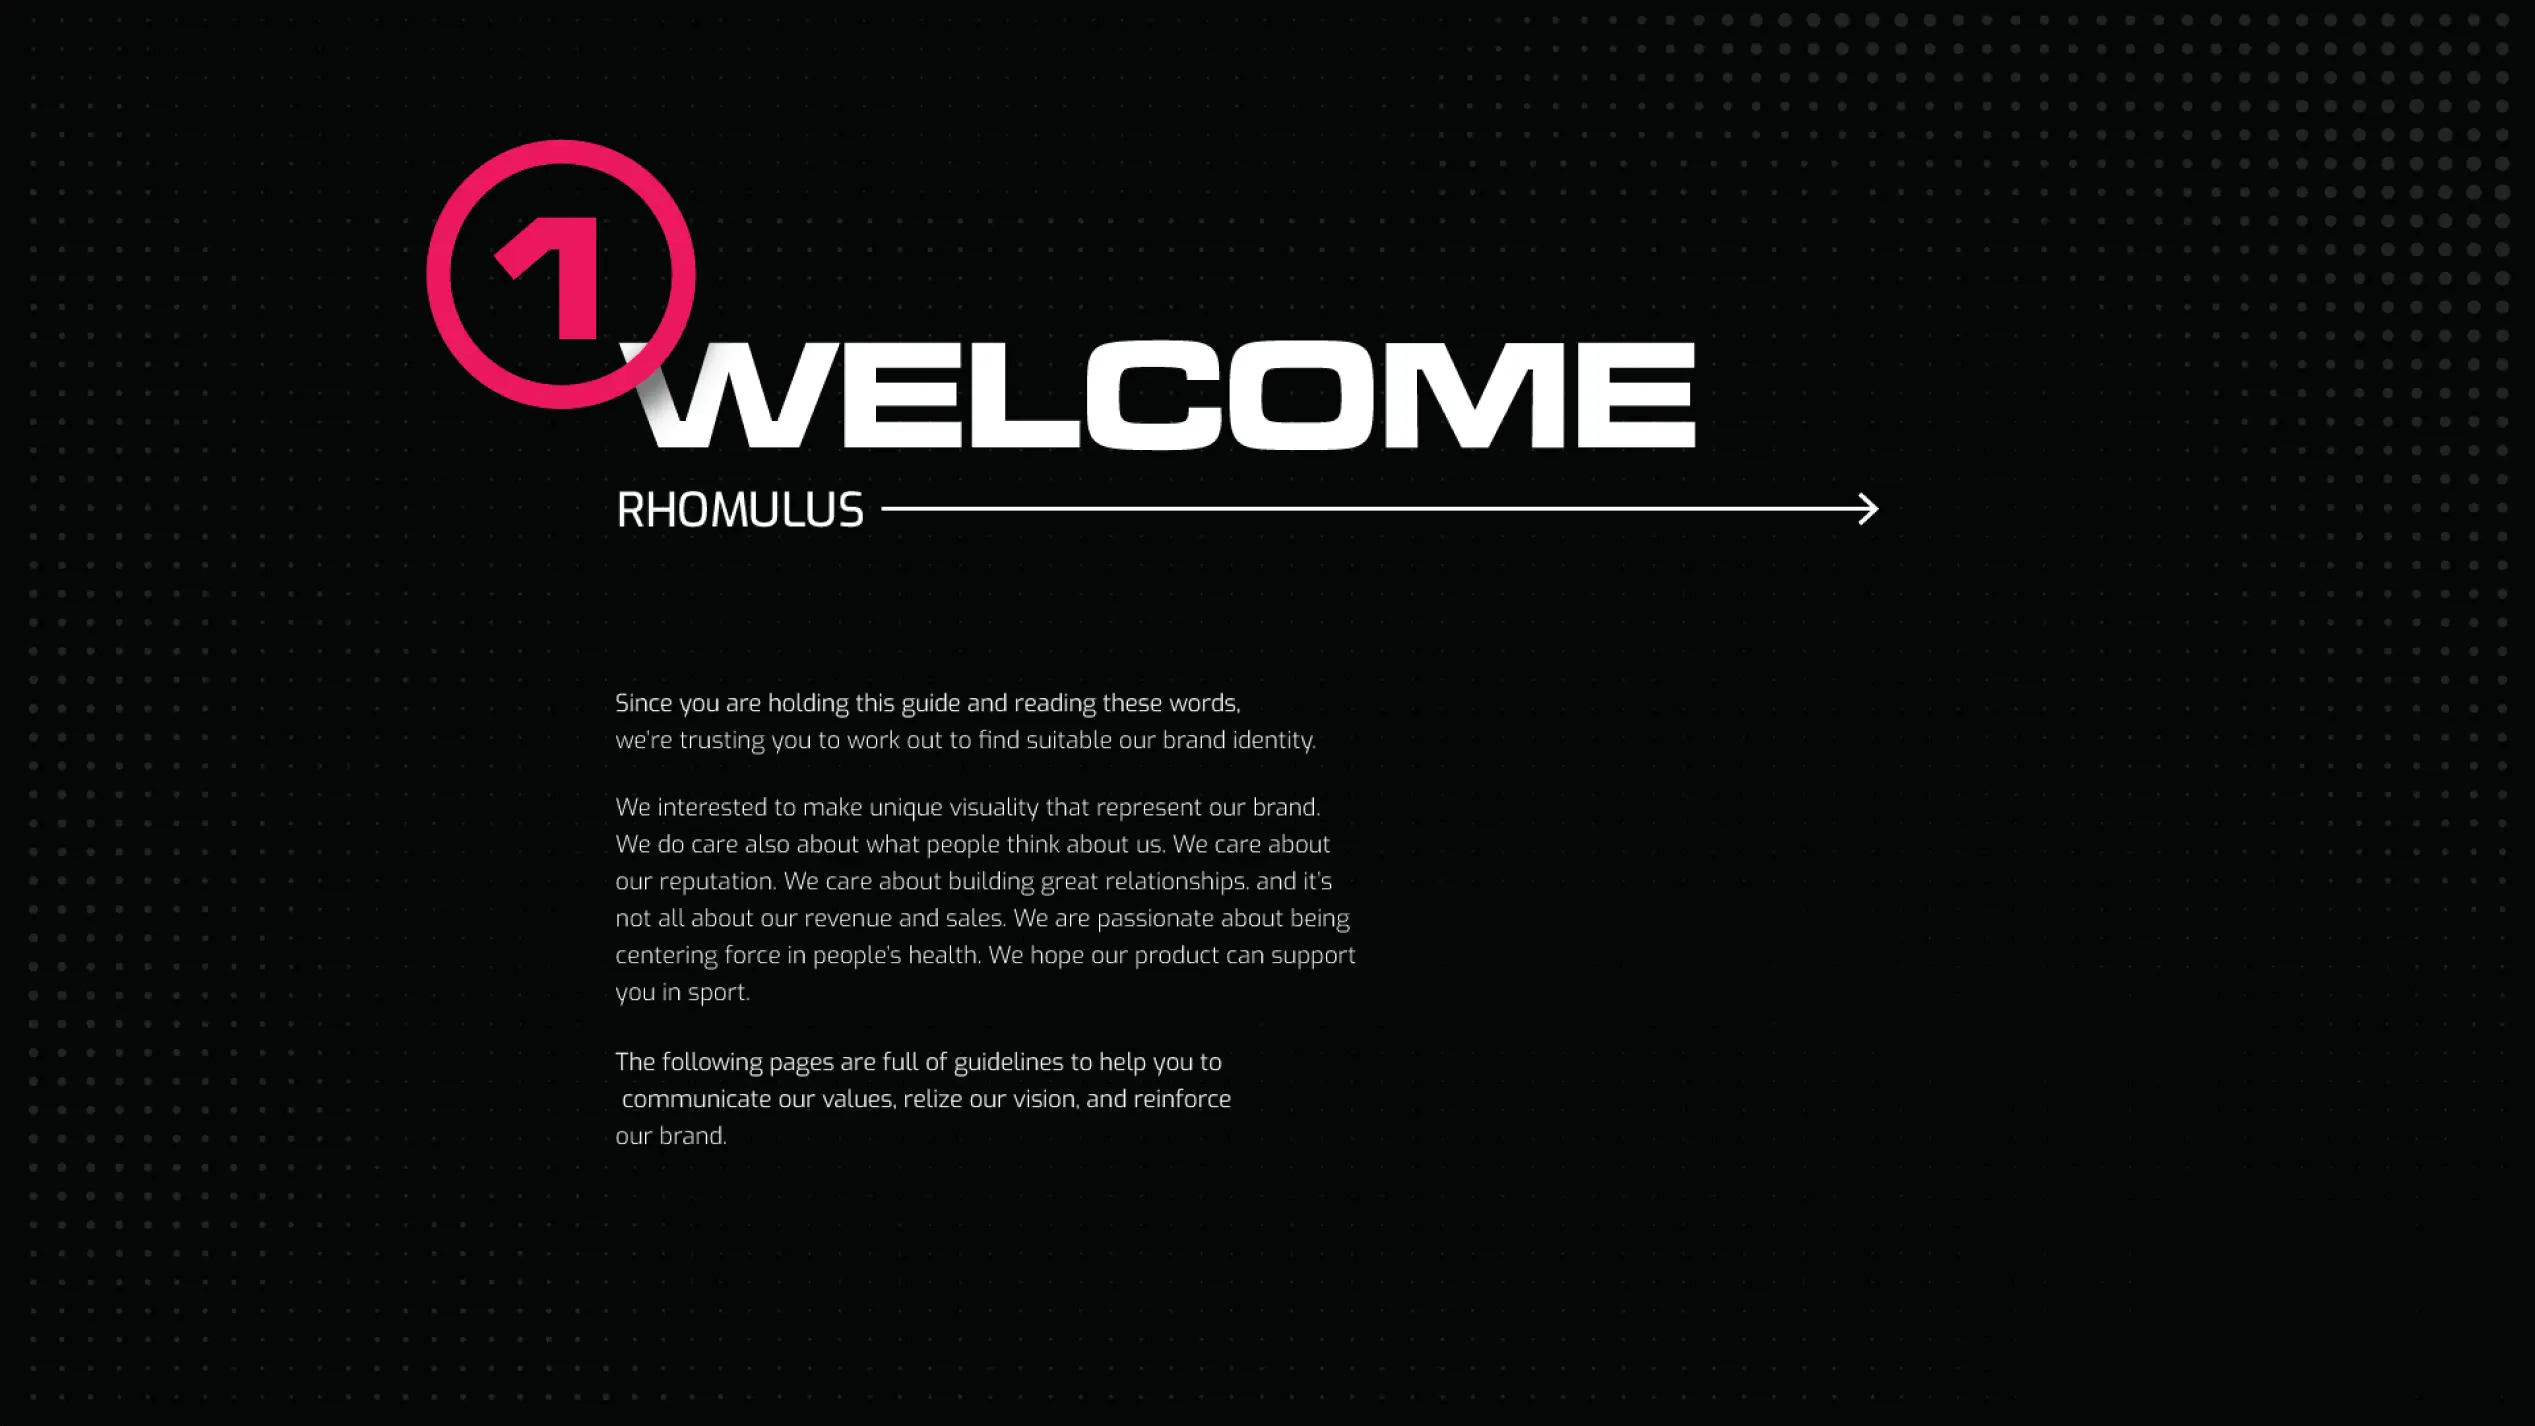 1
WELCOME
RHOMULUS
Since you are holding this guide and reading these words,
we're trusting you to work out to find suitable our brand identity.
We interested to make unique visuality that represent our brand.
We do care also about what people think about us. We care about
our reputation. We care about building great relationships. and it's
not all about our revenue and sales. We are passionate about being
centering force in people's health. We hope our product can support
you in sport.
The following pages are full of guidelines to help you to
communicate our values, relize our vision, and reinforce
our brand.